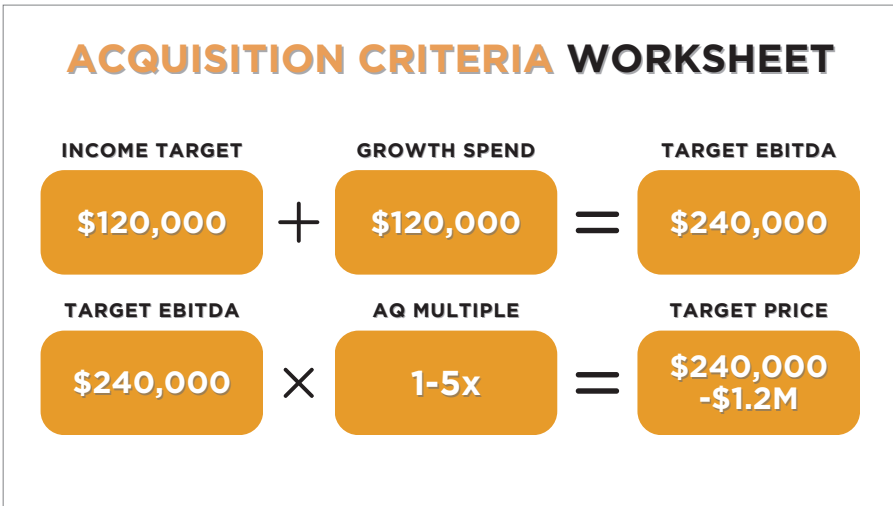 ACQUISITION CRITERIA WORKSHEET
INCOME TARGET
GROWTH SPEND
TARGET EBITDA
$120,000
+
$120,000
=
$240,000
TARGET EBITDA
AQ MULTIPLE
TARGET PRICE
$240,000
×
1-5x
=
$240,000
-$1.2M